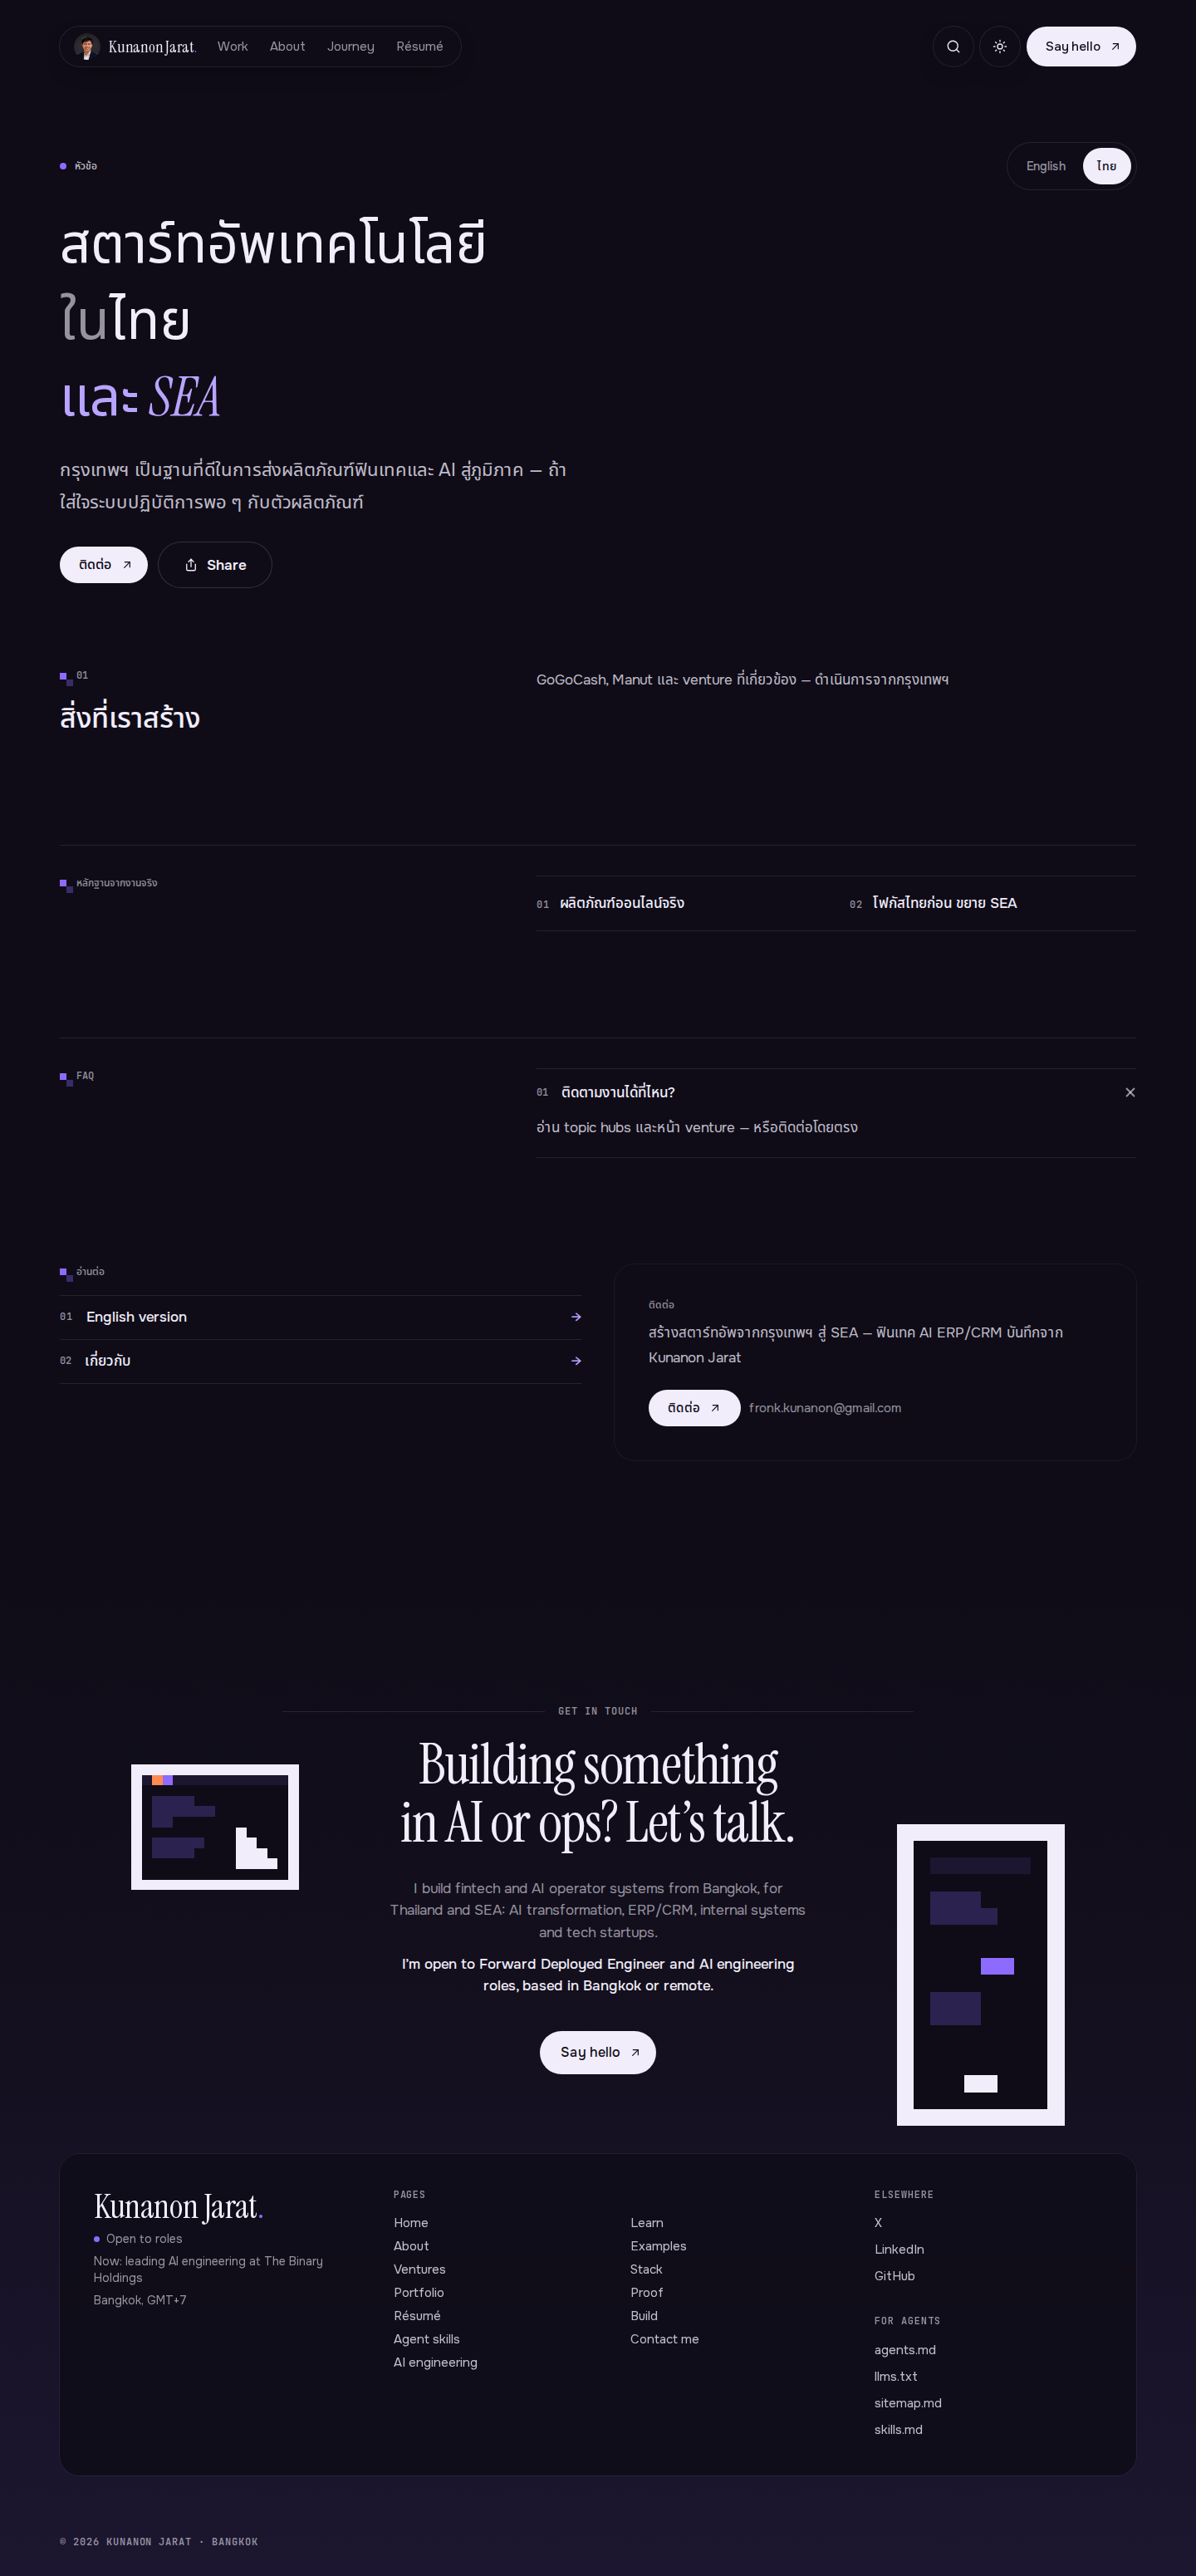 Kunanon Jarat.
Work
About
Journey
Résumé
Say hello
หัวข้อ
English
ไทย
สตาร์ทอัพเทคโนโลยี
ในไทย
และ SEA
กรุงเทพฯ เป็นฐานที่ดีในการส่งผลิตภัณฑ์ฟินเทคและ AI สู่ภูมิภาค — ถ้า
ใส่ใจระบบปฏิบัติการพอ ๆ กับตัวผลิตภัณฑ์
ติดต่อ
Share
01
สิ่งที่เราสร้าง
GoGoCash, Manut และ venture ที่เกี่ยวข้อง — ดำเนินการจากกรุงเทพฯ
หลักฐานจากงานจริง
01 ผลิตภัณฑ์ออนไลน์จริง
02 โฟกัสไทยก่อน ขยาย SEA
FAQ
01 ติดตามงานได้ที่ไหน?
อ่าน topic hubs และหน้า venture — หรือติดต่อโดยตรง
อ่านต่อ
01 English version
02 เกี่ยวกับ
ติดต่อ
สร้างสตาร์ทอัพจากกรุงเทพฯ สู่ SEA — ฟินเทค AI ERP/CRM บันทึกจาก
Kunanon Jarat
ติดต่อ
fronk.kunanon@gmail.com
GET IN TOUCH
Building something
in AI or ops? Let’s talk.
I build fintech and AI operator systems from Bangkok, for
Thailand and SEA: AI transformation, ERP/CRM, internal systems
and tech startups.
I’m open to Forward Deployed Engineer and AI engineering
roles, based in Bangkok or remote.
Say hello
Kunanon Jarat.
Open to roles
Now: leading AI engineering at The Binary
Holdings
Bangkok, GMT+7
PAGES
Home
About
Ventures
Portfolio
Résumé
Agent skills
AI engineering
Learn
Examples
Stack
Proof
Build
Contact me
ELSEWHERE
X
LinkedIn
GitHub
FOR AGENTS
agents.md
llms.txt
sitemap.md
skills.md
© 2026 KUNANON JARAT · BANGKOK